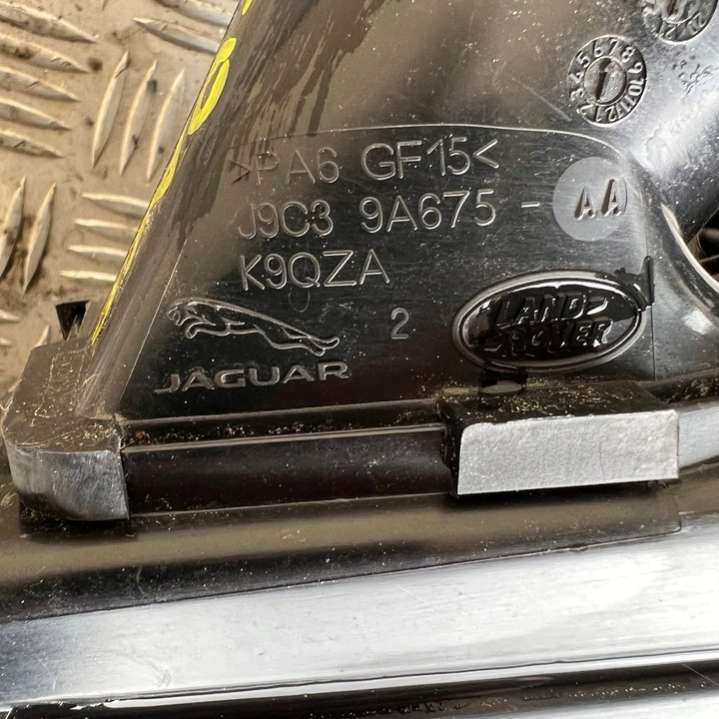 >PA6 GF15<
J9C3 9A675 - AA
K9QZA
2
JAGUAR
LAND-
ROVER